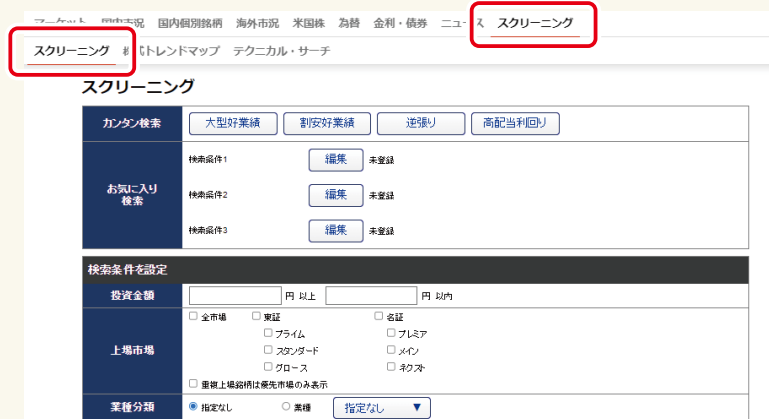 マーケット 国内市況 国内個別銘柄 海外市況 米国株 為替 金利・債券 ニュース スクリーニング
スクリーニング 株式トレンドマップ テクニカル・サーチ
スクリーニング
カンタン検索 大型好業績 割安好業績 逆張り 高配当利回り
お気に入り
検索
検索条件1 編集 未登録
検索条件2 編集 未登録
検索条件3 編集 未登録
検索条件を設定
投資金額 円 以上 円 以内
上場市場
全市場 東証 名証
プライム プレミア
スタンダード メイン
グロース ネクスト
重複上場銘柄は優先市場のみ表示
業種分類 指定なし 業種 指定なし ▼